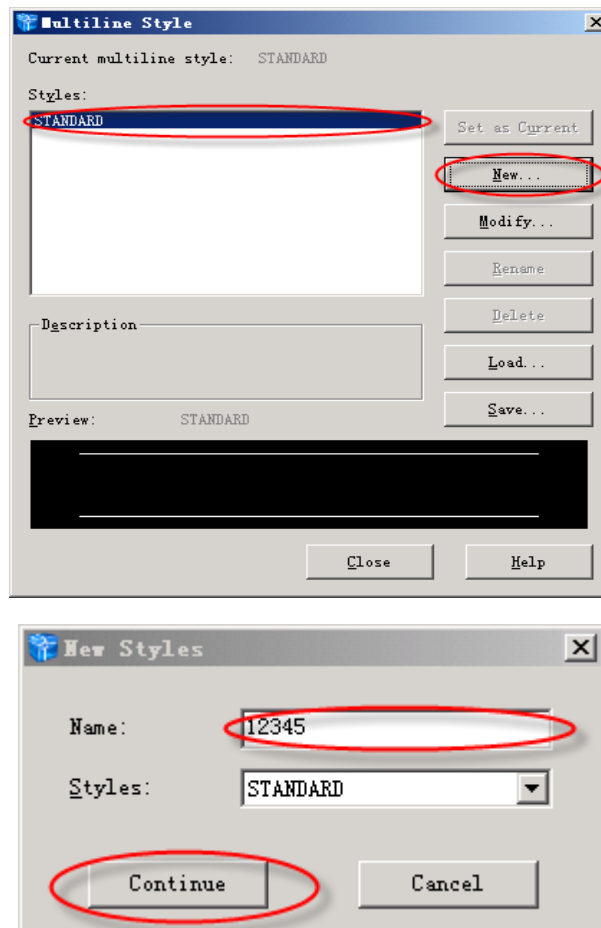 Multiline Style
Current multiline style: STANDARD
Styles:
STANDARD
Set as Current
New...
Modify...
Rename
Delete
Load...
Save...
Description
Preview: STANDARD
Close Help
New Styles
Name: 12345
Styles: STANDARD
Continue Cancel